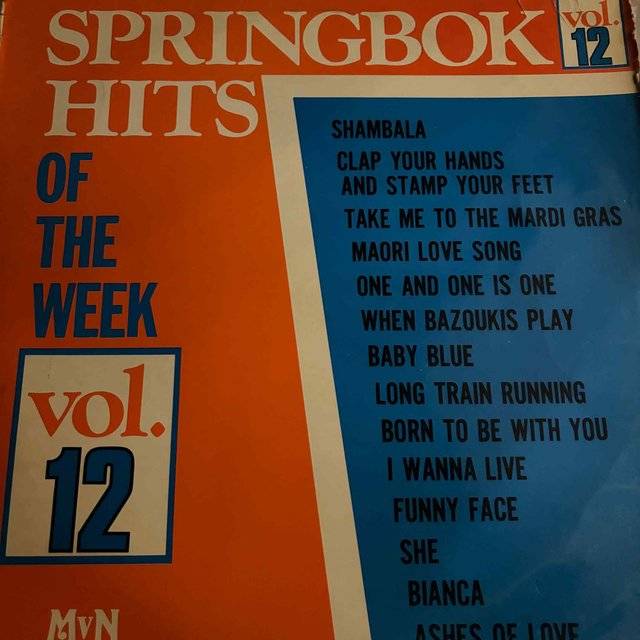 SPRINGBOK
HITS
OF
THE
WEEK
vol.
12
MvN
vol.
12
SHAMBALA
CLAP YOUR HANDS
AND STAMP YOUR FEET
TAKE ME TO THE MARDI GRAS
MAORI LOVE SONG
ONE AND ONE IS ONE
WHEN BAZOUKIS PLAY
BABY BLUE
LONG TRAIN RUNNING
BORN TO BE WITH YOU
I WANNA LIVE
FUNNY FACE
SHE
BIANCA
ASHES OF LOVE